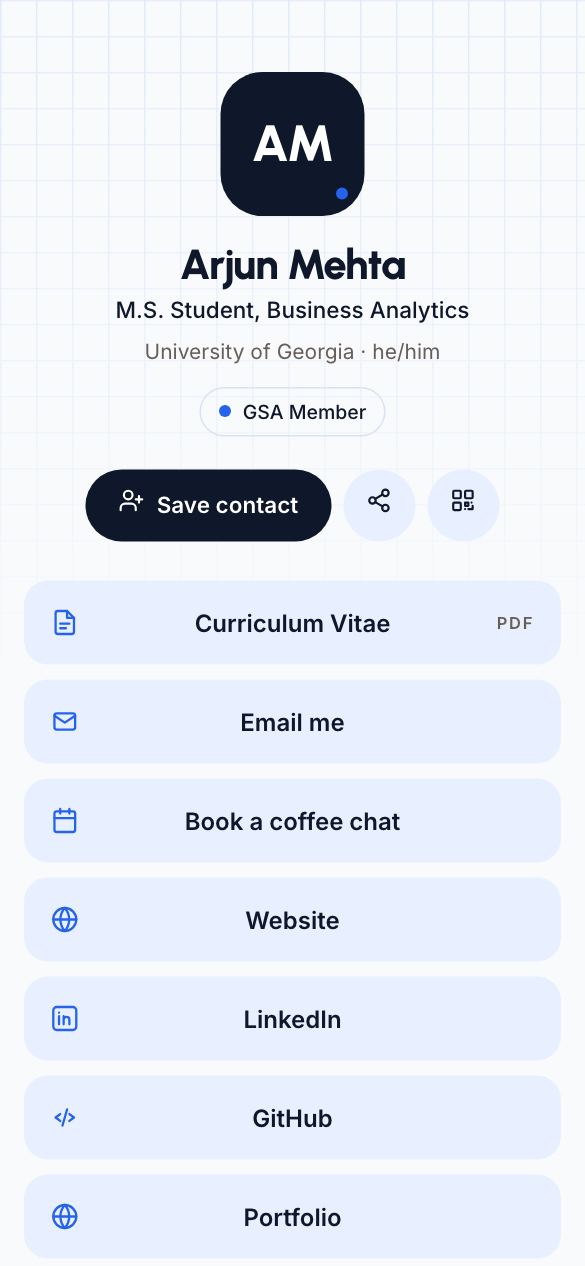 AM
Arjun Mehta
M.S. Student, Business Analytics
University of Georgia · he/him
GSA Member
Save contact
Curriculum Vitae PDF
Email me
Book a coffee chat
Website
LinkedIn
GitHub
Portfolio